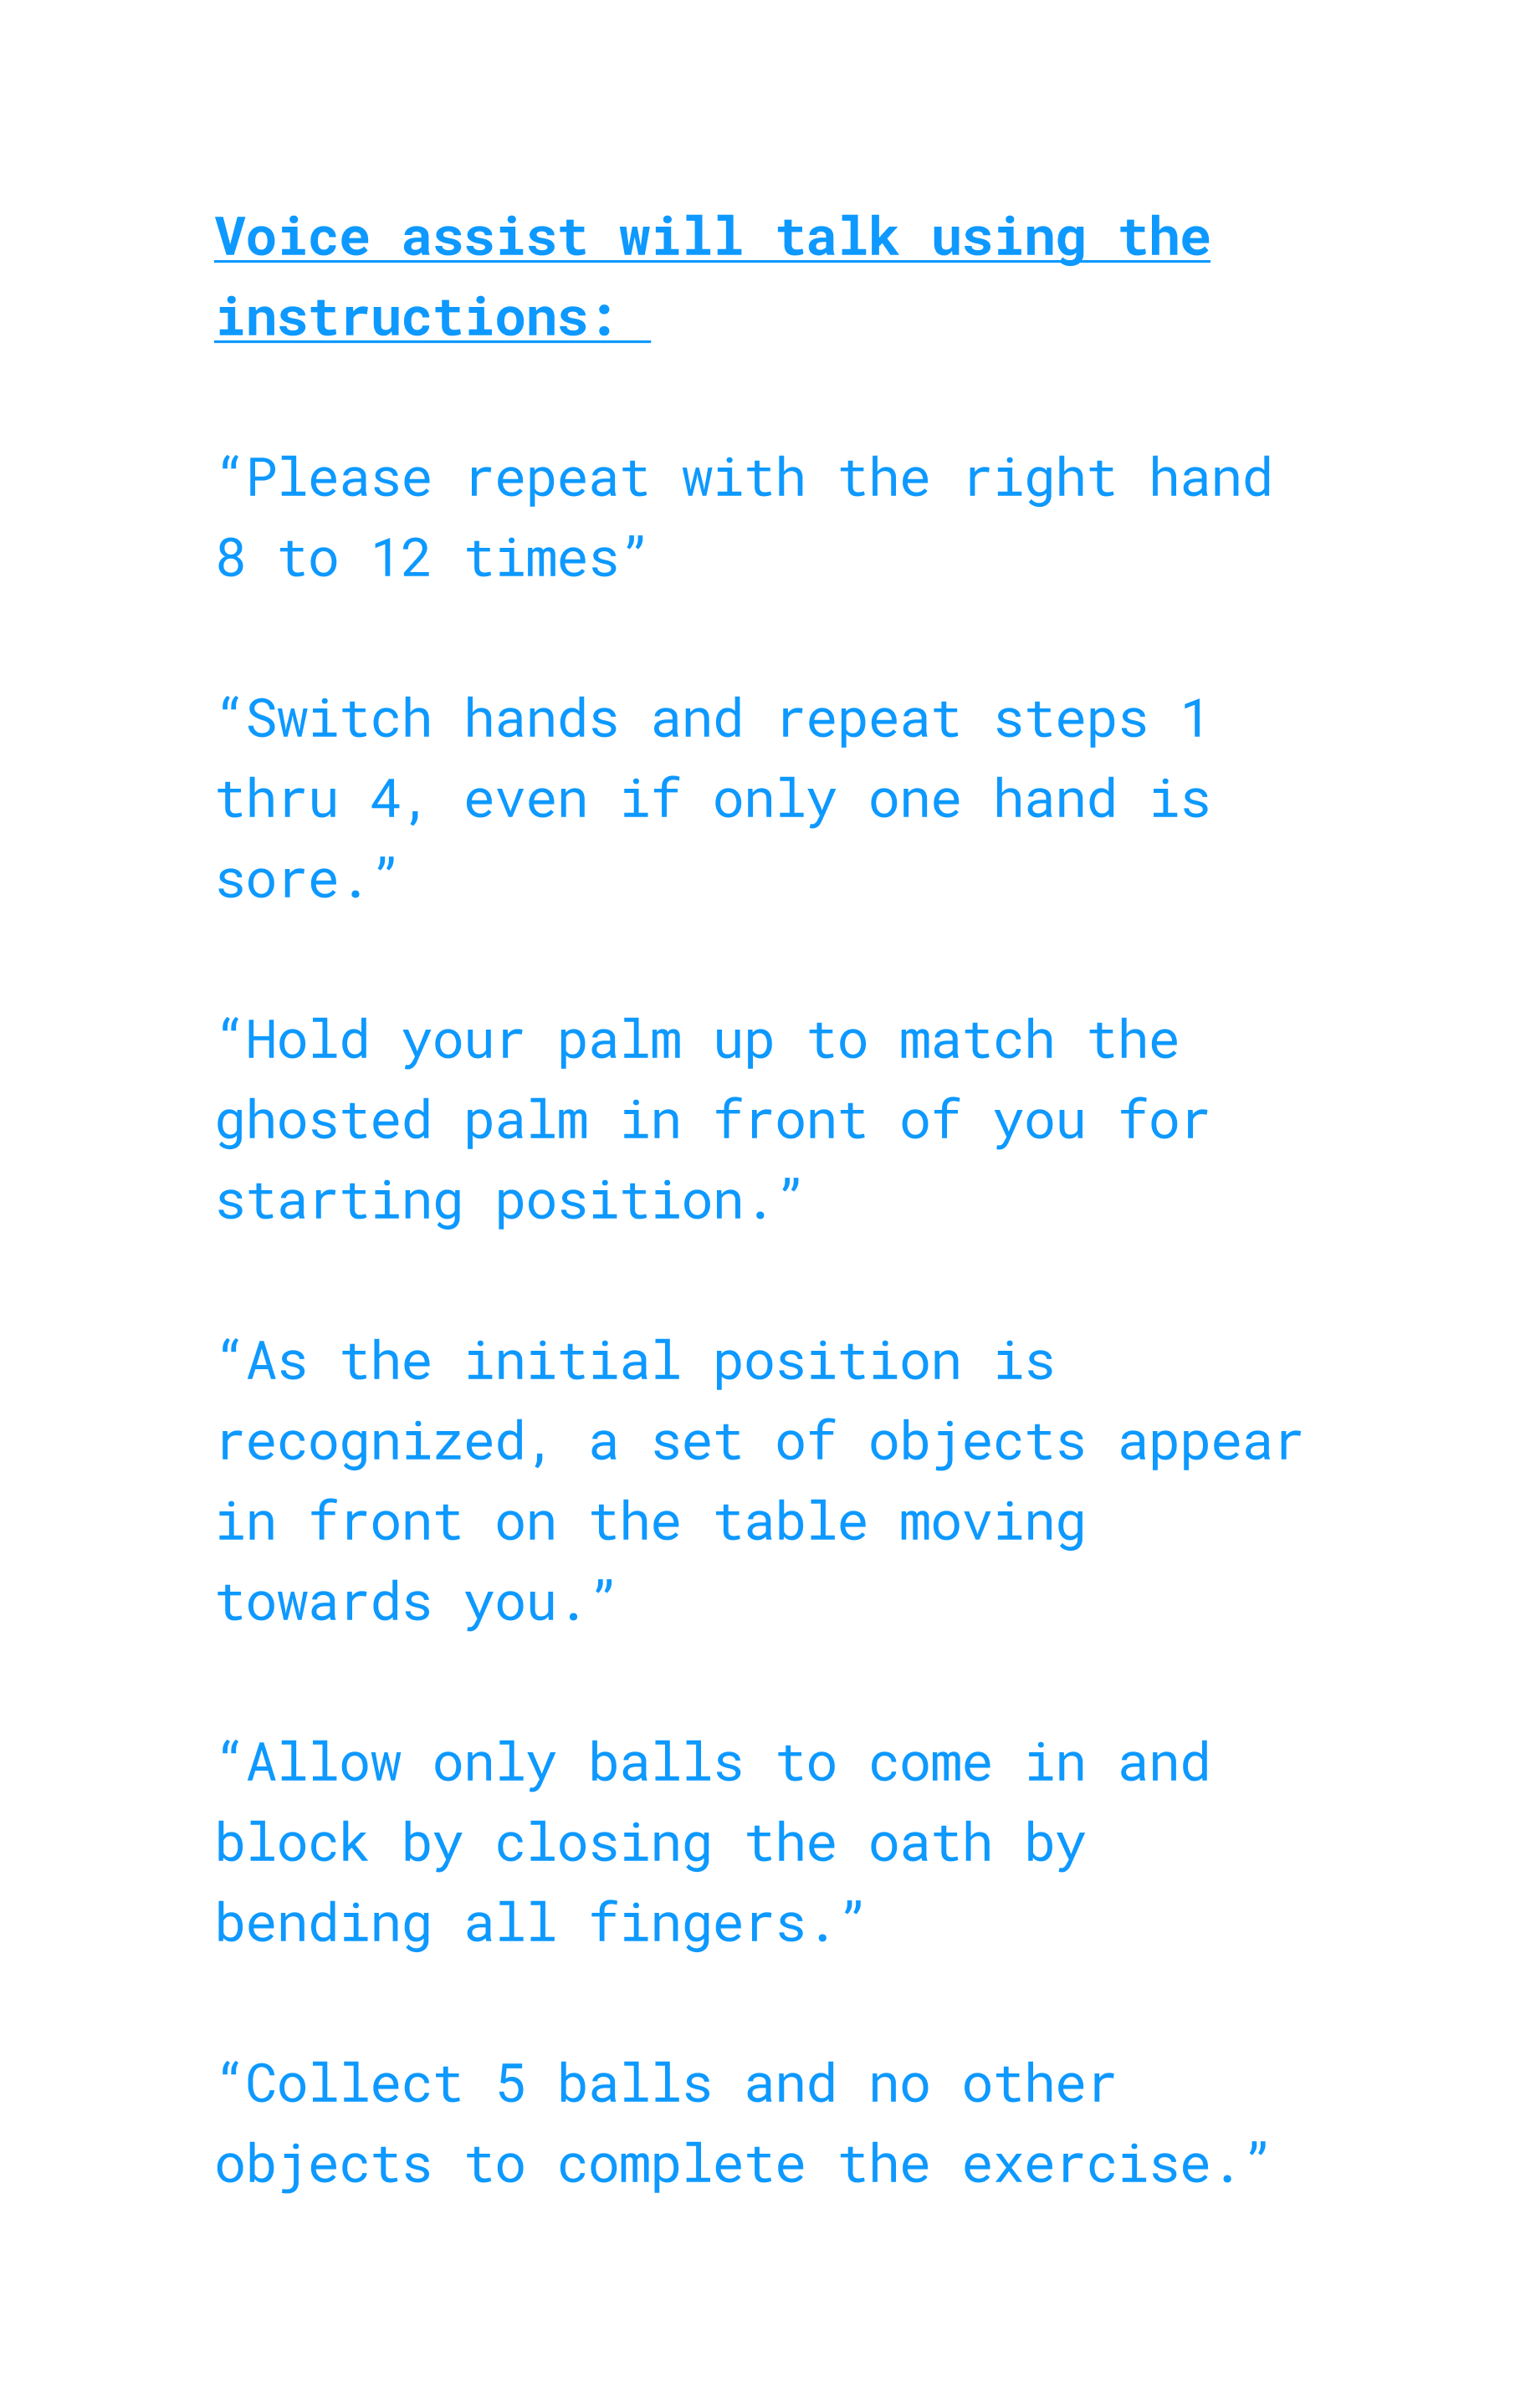 Voice assist will talk using the
instructions:
“Please repeat with the right hand
8 to 12 times”
“Switch hands and repeat steps 1
thru 4, even if only one hand is
sore.”
“Hold your palm up to match the
ghosted palm in front of you for
starting position.”
“As the initial position is
recognized, a set of objects appear
in front on the table moving
towards you.”
“Allow only balls to come in and
block by closing the oath by
bending all fingers.”
“Collect 5 balls and no other
objects to complete the exercise.”